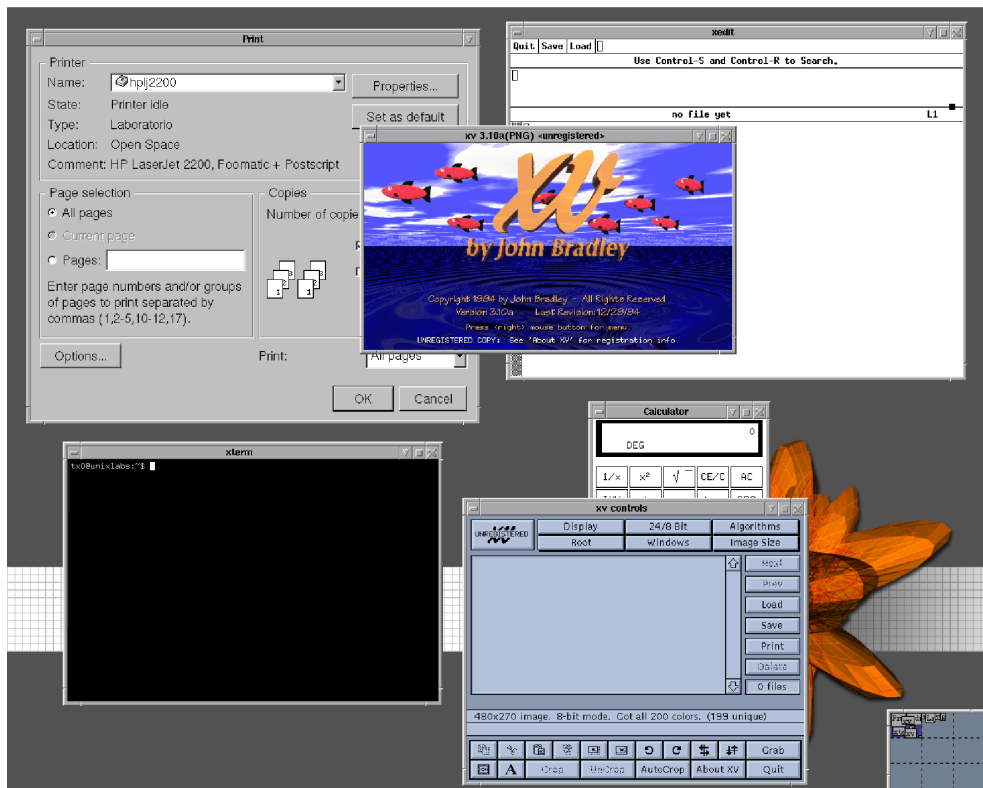 Print
Printer
Name: hplj2200 Properties...
State: Printer idle Set as default
Type: Laboratorio
Location: Open Space
Comment: HP LaserJet 2200, Foomatic + Postscript
Page selection
All pages
Current page
Pages:
Enter page numbers and/or groups
of pages to print separated by
commas (1,2-5,10-12,17).
Copies
Number of copie
Options...
Print: All pages
OK Cancel
xedit
Quit Save Load
Use Control-S and Control-R to Search.
no file yet L1
xv 3.10a(PNG) <unregistered>
xv
by John Bradley
Copyright 1994 by John Bradley - All Rights Reserved
Version 3.10a Last Revision: 12/29/94
Press <right> mouse button for menu.
UNREGISTERED COPY: See 'About XV' for registration info.
xterm
tx0@unixlabs:~$
Calculator
0
DEG
1/x x² √ CE/C AC
xv controls
UNREGISTERED
Display 24/8 Bit Algorithms
Root Windows Image Size
Next
Prev
Load
Save
Print
Delete
0 files
480x270 image. 8-bit mode. Got all 200 colors. (199 unique)
Grab
A Crop UnCrop AutoCrop About XV Quit